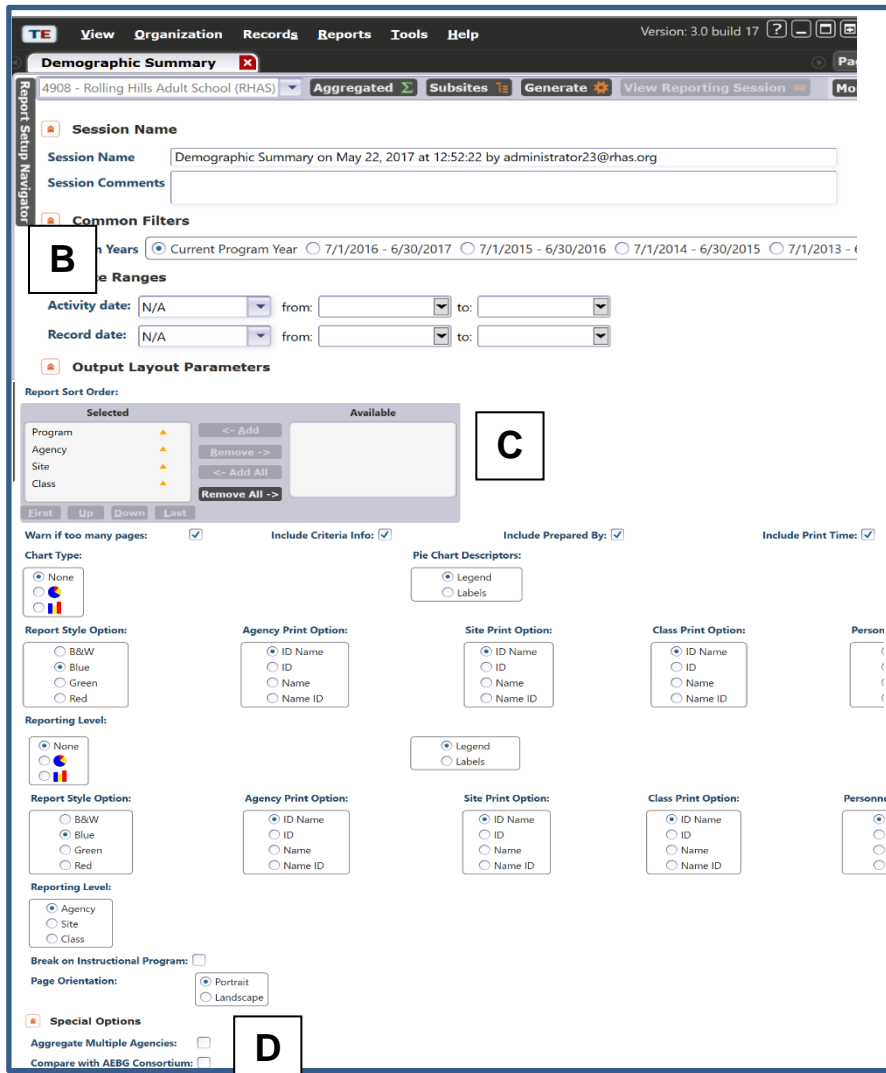 TE View Organization Records Reports Tools Help Version: 3.0 build 17 ?
Demographic Summary X
4908 - Rolling Hills Adult School (RHAS) Aggregated Σ Subsites Generate View Reporting Session
Report Setup Navigator
Session Name
Session Name Demographic Summary on May 22, 2017 at 12:52:22 by administrator23@rhas.org
Session Comments
Common Filters
B
Years Current Program Year 7/1/2016 - 6/30/2017 7/1/2015 - 6/30/2016 7/1/2014 - 6/30/2015 7/1/2013 -
Ranges
Activity date: N/A from: to:
Record date: N/A from: to:
Output Layout Parameters
Report Sort Order:
Selected Available
Program <- Add
Agency Remove ->
Site <- Add All
Class Remove All ->
First Up Down Last
C
Warn if too many pages: Include Criteria Info: Include Prepared By: Include Print Time:
Chart Type: Pie Chart Descriptors:
None Legend
Labels
Report Style Option: Agency Print Option: Site Print Option: Class Print Option: Person
B&W ID Name ID Name ID Name
Blue ID ID ID
Green Name Name Name
Red Name ID Name ID Name ID
Reporting Level:
None Legend
Labels
Report Style Option: Agency Print Option: Site Print Option: Class Print Option: Personne
B&W ID Name ID Name ID Name
Blue ID ID ID
Green Name Name Name
Red Name ID Name ID Name ID
Reporting Level:
Agency
Site
Class
Break on Instructional Program:
Page Orientation: Portrait
Landscape
Special Options
Aggregate Multiple Agencies:
D
Compare with AEBG Consortium: